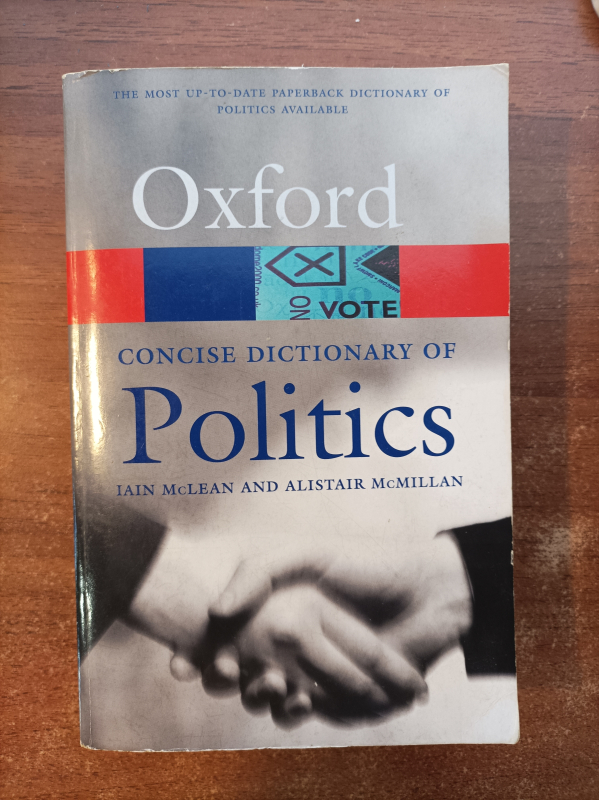 THE MOST UP-TO-DATE PAPERBACK DICTIONARY OF
POLITICS AVAILABLE
Oxford
NO
VOTE
CONCISE DICTIONARY OF
Politics
IAIN McLEAN AND ALISTAIR McMILLAN